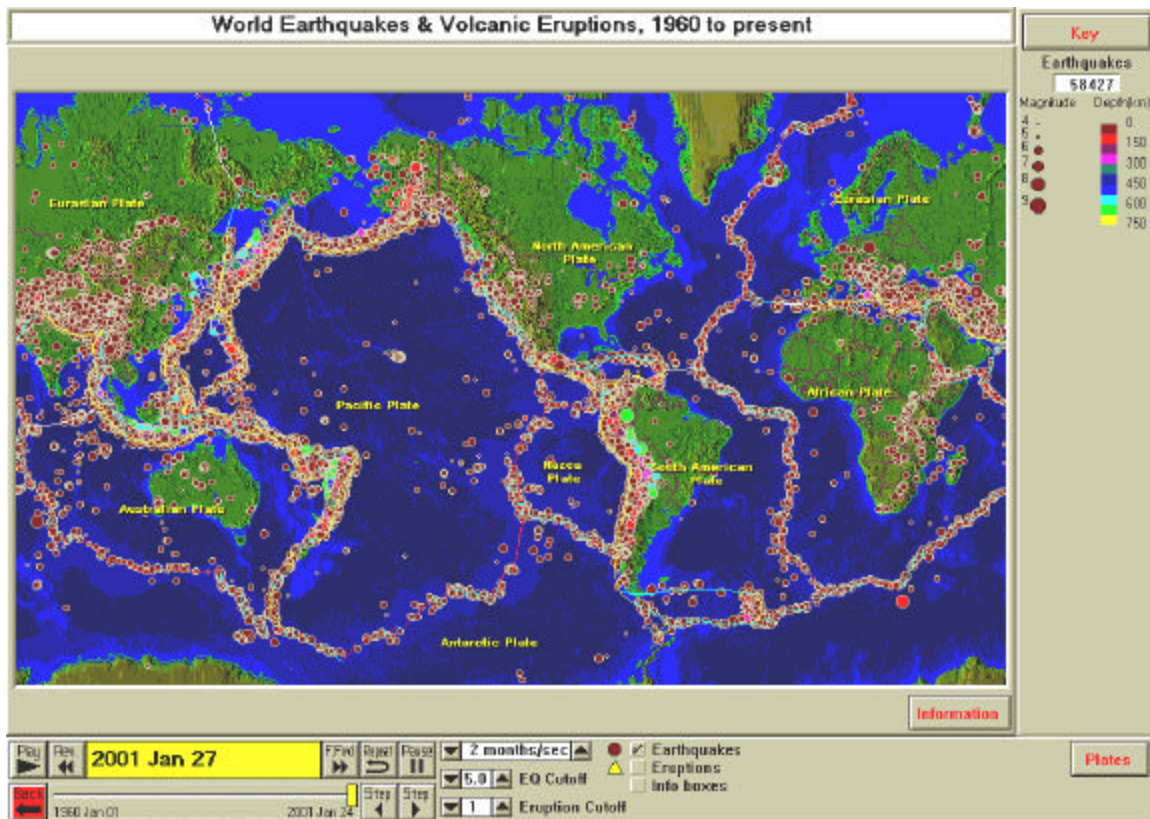 World Earthquakes & Volcanic Eruptions, 1960 to present
Key
Earthquakes
58427
Magnitude Depth(km)
4
5
6
7
8
9
0
150
300
450
600
750
Eurasian Plate
Eurasian Plate
North American
Plate
African Plate
Pacific Plate
Nazca
Plate
South American
Plate
Australian Plate
Antarctic Plate
Information
Play
Rev
2001 Jan 27
F.Fwd
Repeat
Pause
2 months/sec
Earthquakes
5.0 EQ Cutoff
Eruptions
Info boxes
Plates
Back
1960 Jan 01
2001 Jan 24
Step
Step
1 Eruption Cutoff